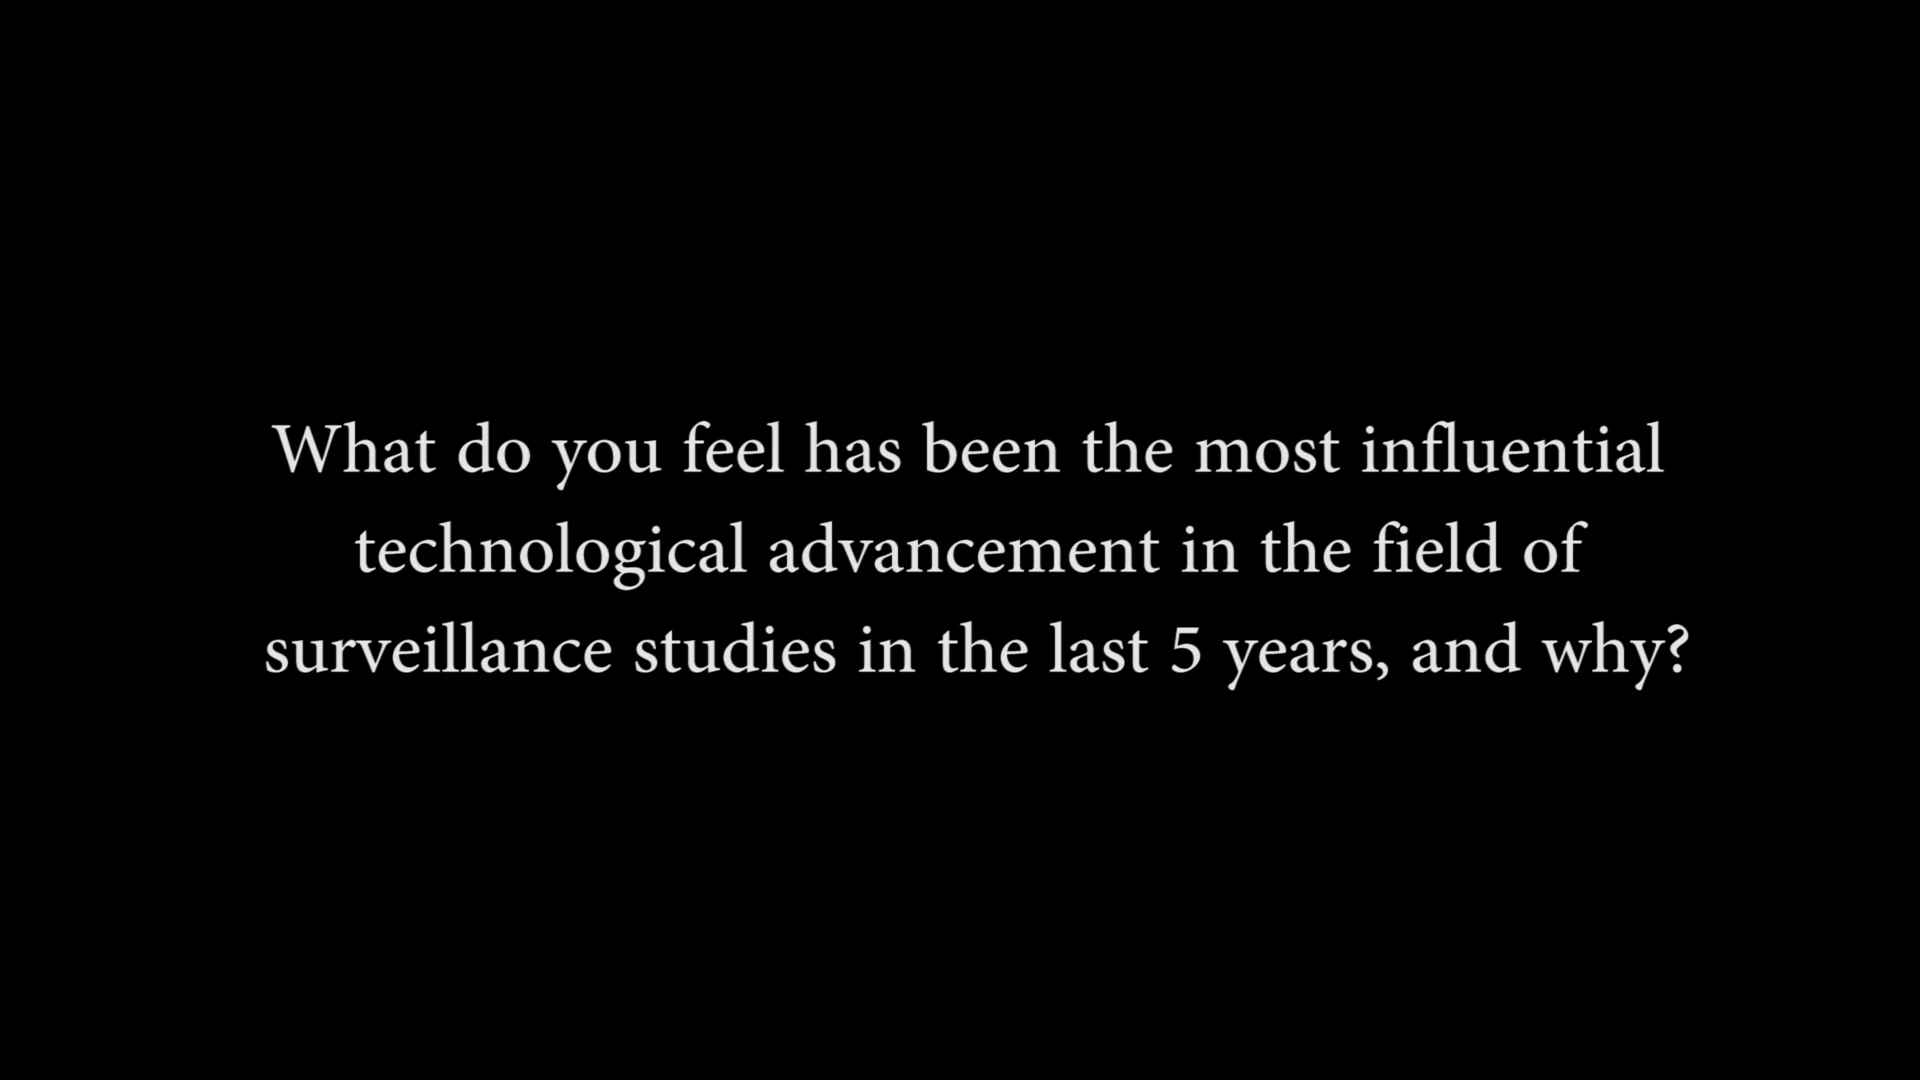 What do you feel has been the most influential
technological advancement in the field of
surveillance studies in the last 5 years, and why?